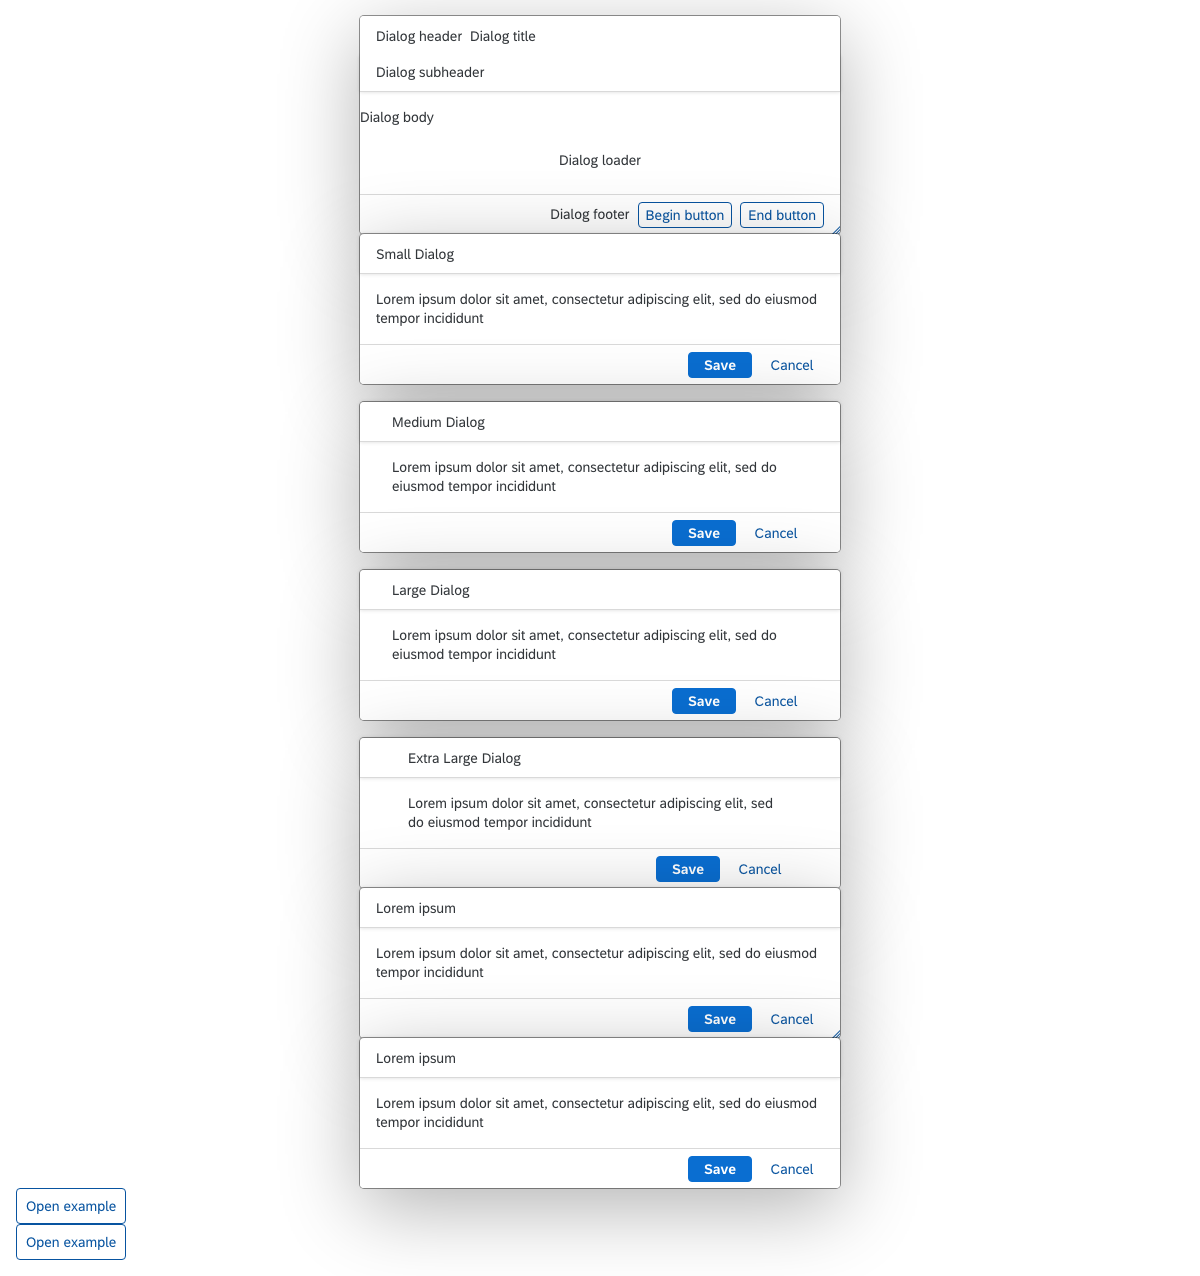 Dialog header Dialog title
Dialog subheader
Dialog body
Dialog loader
Dialog footer Begin button End button
Small Dialog
Lorem ipsum dolor sit amet, consectetur adipiscing elit, sed do eiusmod
tempor incididunt
Save Cancel
Medium Dialog
Lorem ipsum dolor sit amet, consectetur adipiscing elit, sed do
eiusmod tempor incididunt
Save Cancel
Large Dialog
Lorem ipsum dolor sit amet, consectetur adipiscing elit, sed do
eiusmod tempor incididunt
Save Cancel
Extra Large Dialog
Lorem ipsum dolor sit amet, consectetur adipiscing elit, sed
do eiusmod tempor incididunt
Save Cancel
Lorem ipsum
Lorem ipsum dolor sit amet, consectetur adipiscing elit, sed do eiusmod
tempor incididunt
Save Cancel
Lorem ipsum
Lorem ipsum dolor sit amet, consectetur adipiscing elit, sed do eiusmod
tempor incididunt
Save Cancel
Open example
Open example